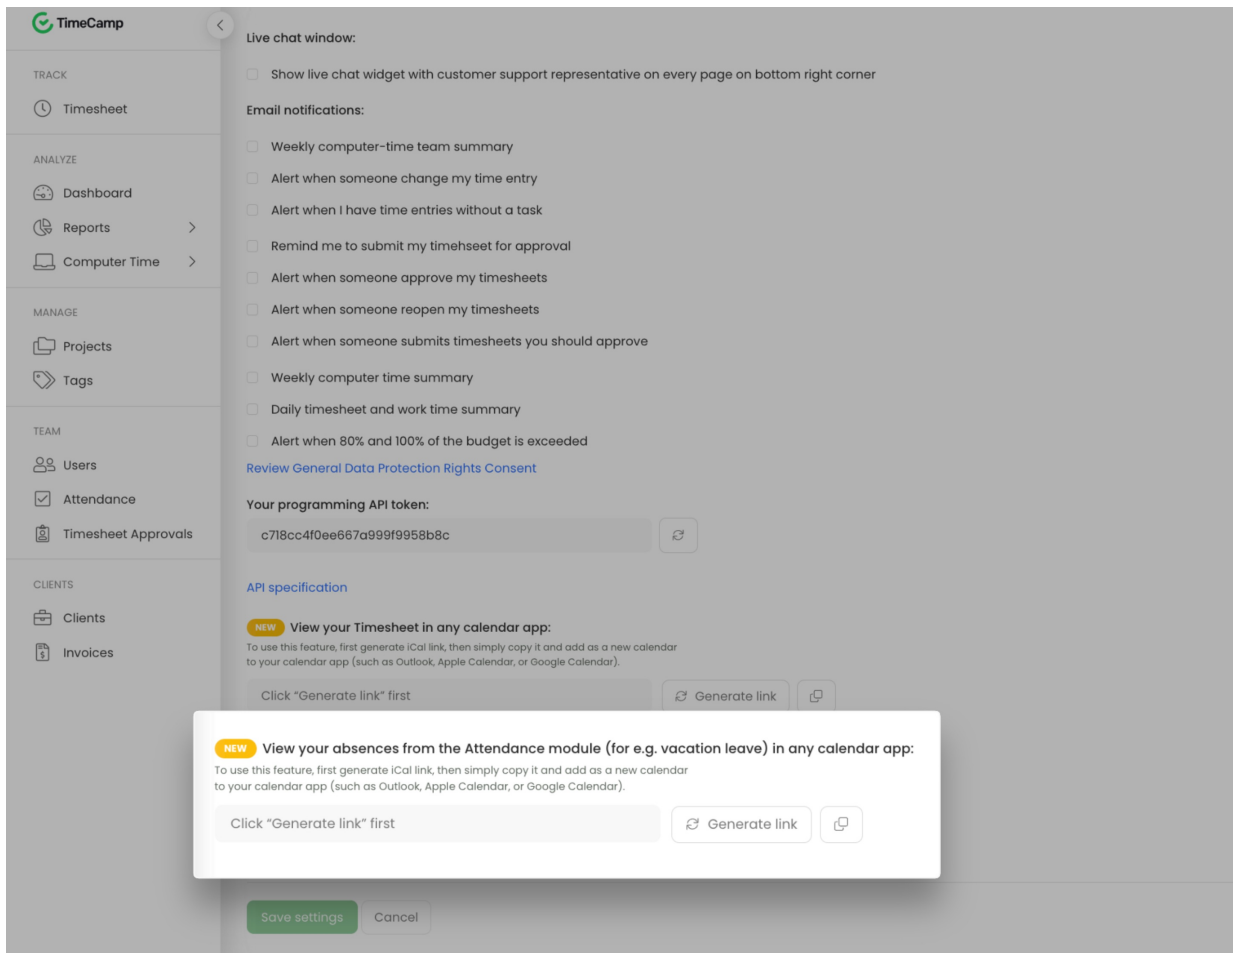 TimeCamp
TRACK
Timesheet
ANALYZE
Dashboard
Reports
Computer Time
MANAGE
Projects
Tags
TEAM
Users
Attendance
Timesheet Approvals
CLIENTS
Clients
Invoices
Live chat window:
Show live chat widget with customer support representative on every page on bottom right corner
Email notifications:
Weekly computer-time team summary
Alert when someone change my time entry
Alert when I have time entries without a task
Remind me to submit my timehseet for approval
Alert when someone approve my timesheets
Alert when someone reopen my timesheets
Alert when someone submits timesheets you should approve
Weekly computer time summary
Daily timesheet and work time summary
Alert when 80% and 100% of the budget is exceeded
Review General Data Protection Rights Consent
Your programming API token:
c718cc4f0ee667a999f9958b8c
API specification
NEW View your Timesheet in any calendar app:
To use this feature, first generate iCal link, then simply copy it and add as a new calendar
to your calendar app (such as Outlook, Apple Calendar, or Google Calendar).
Click "Generate link" first Generate link
NEW View your absences from the Attendance module (for e.g. vacation leave) in any calendar app:
To use this feature, first generate iCal link, then simply copy it and add as a new calendar
to your calendar app (such as Outlook, Apple Calendar, or Google Calendar).
Click "Generate link" first Generate link
Save settings Cancel